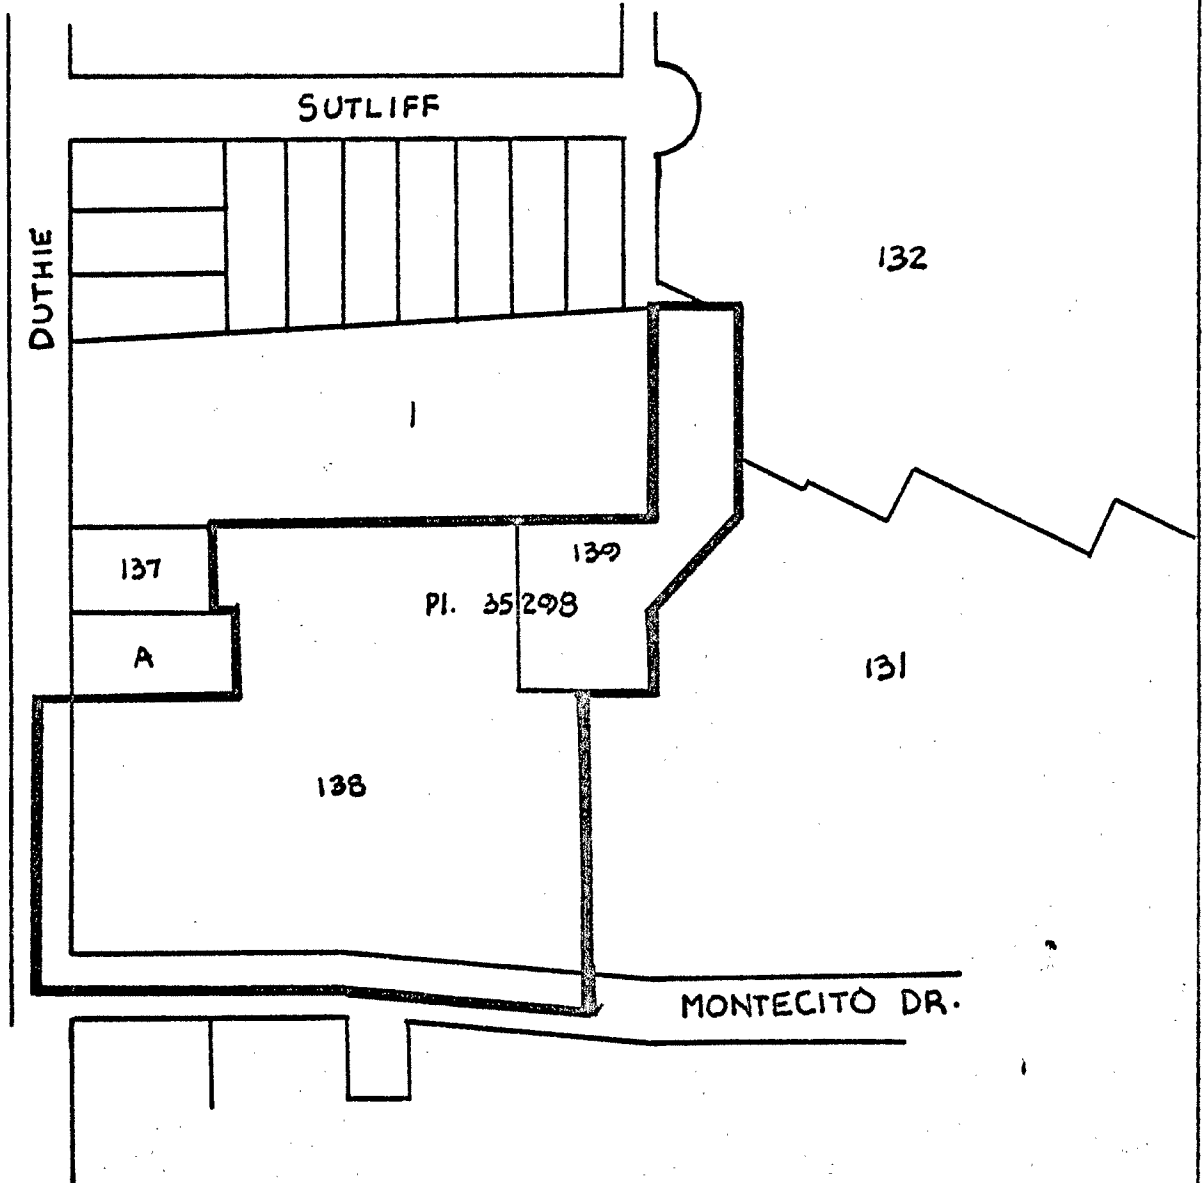 SUTLIFF
DUTHIE
132
1
139
137
Pl. 35298
A
131
138
MONTECITO DR.